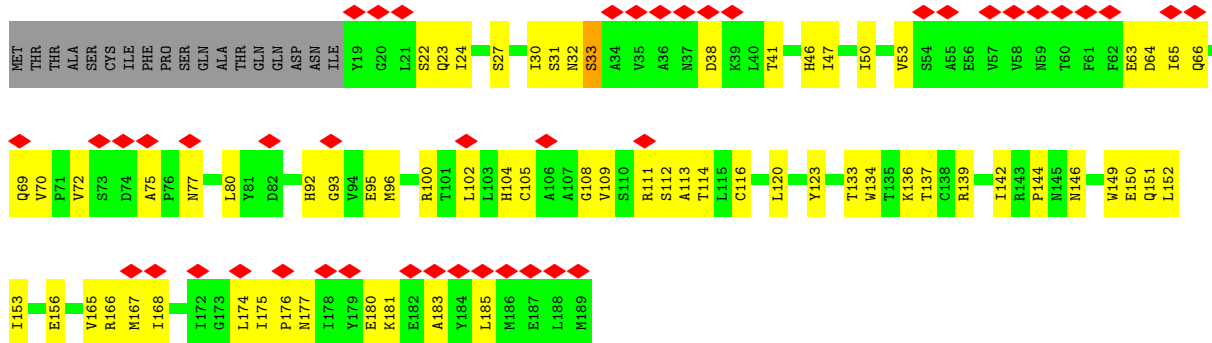 MET THR THR ALA SER CYS ILE PHE PRO SER GLN ALA THR GLN GLN ASP ASN ILE Y19 G20 L21 S22 Q23 I24 S27 I30 S31 N32 S33 A34 V35 A36 N37 D38 K39 L40 T41 H46 I47 I50 V53 S54 A55 E56 V57 V58 N59 T60 F61 F62 E63 D64 I65 Q66
Q69 V70 P71 V72 S73 D74 A75 P76 N77 L80 Y81 D82 H92 G93 V94 E95 M96 R100 T101 L102 L103 H104 C105 A106 A107 G108 V109 S110 R111 S112 A113 T114 L115 C116 L120 Y123 T133 W134 T135 K136 T137 C138 R139 I142 R143 P144 N145 N146 W149 E150 Q151 L152
I153 E156 V165 R166 M167 I168 I172 G173 L174 I175 P176 N177 I178 Y179 E180 K181 E182 A183 Y184 L185 M186 E187 L188 M189